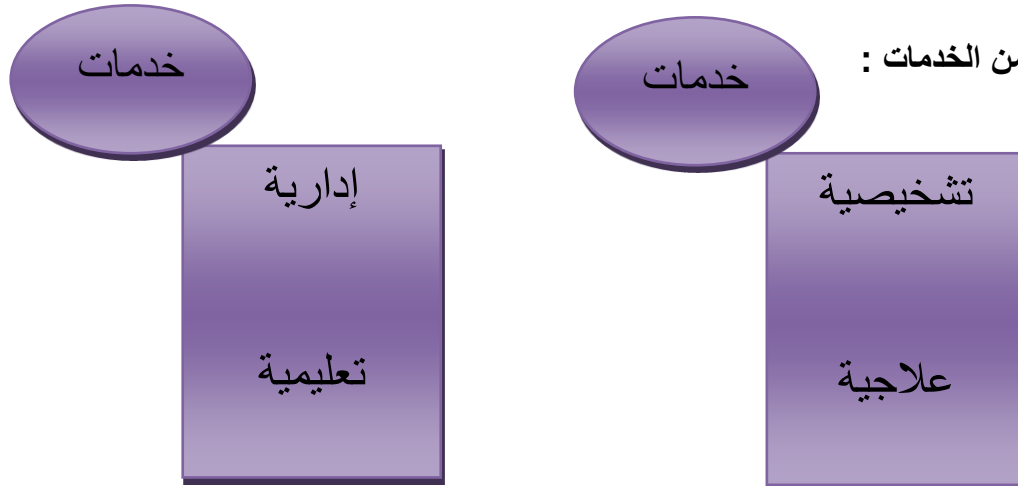 الخدمات :
خدمات
تشخيصية
علاجية
خدمات
إدارية
تعليمية